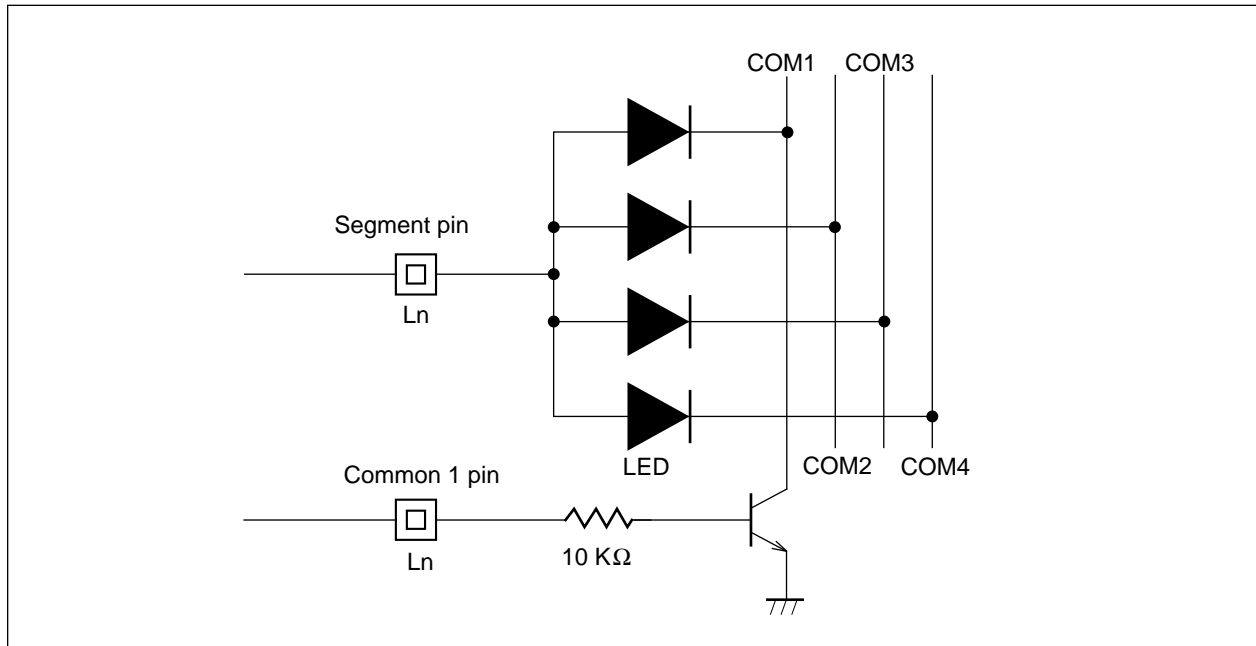 COM1
COM3
Segment pin
Ln
LED
COM2
COM4
Common 1 pin
Ln
10 KΩ